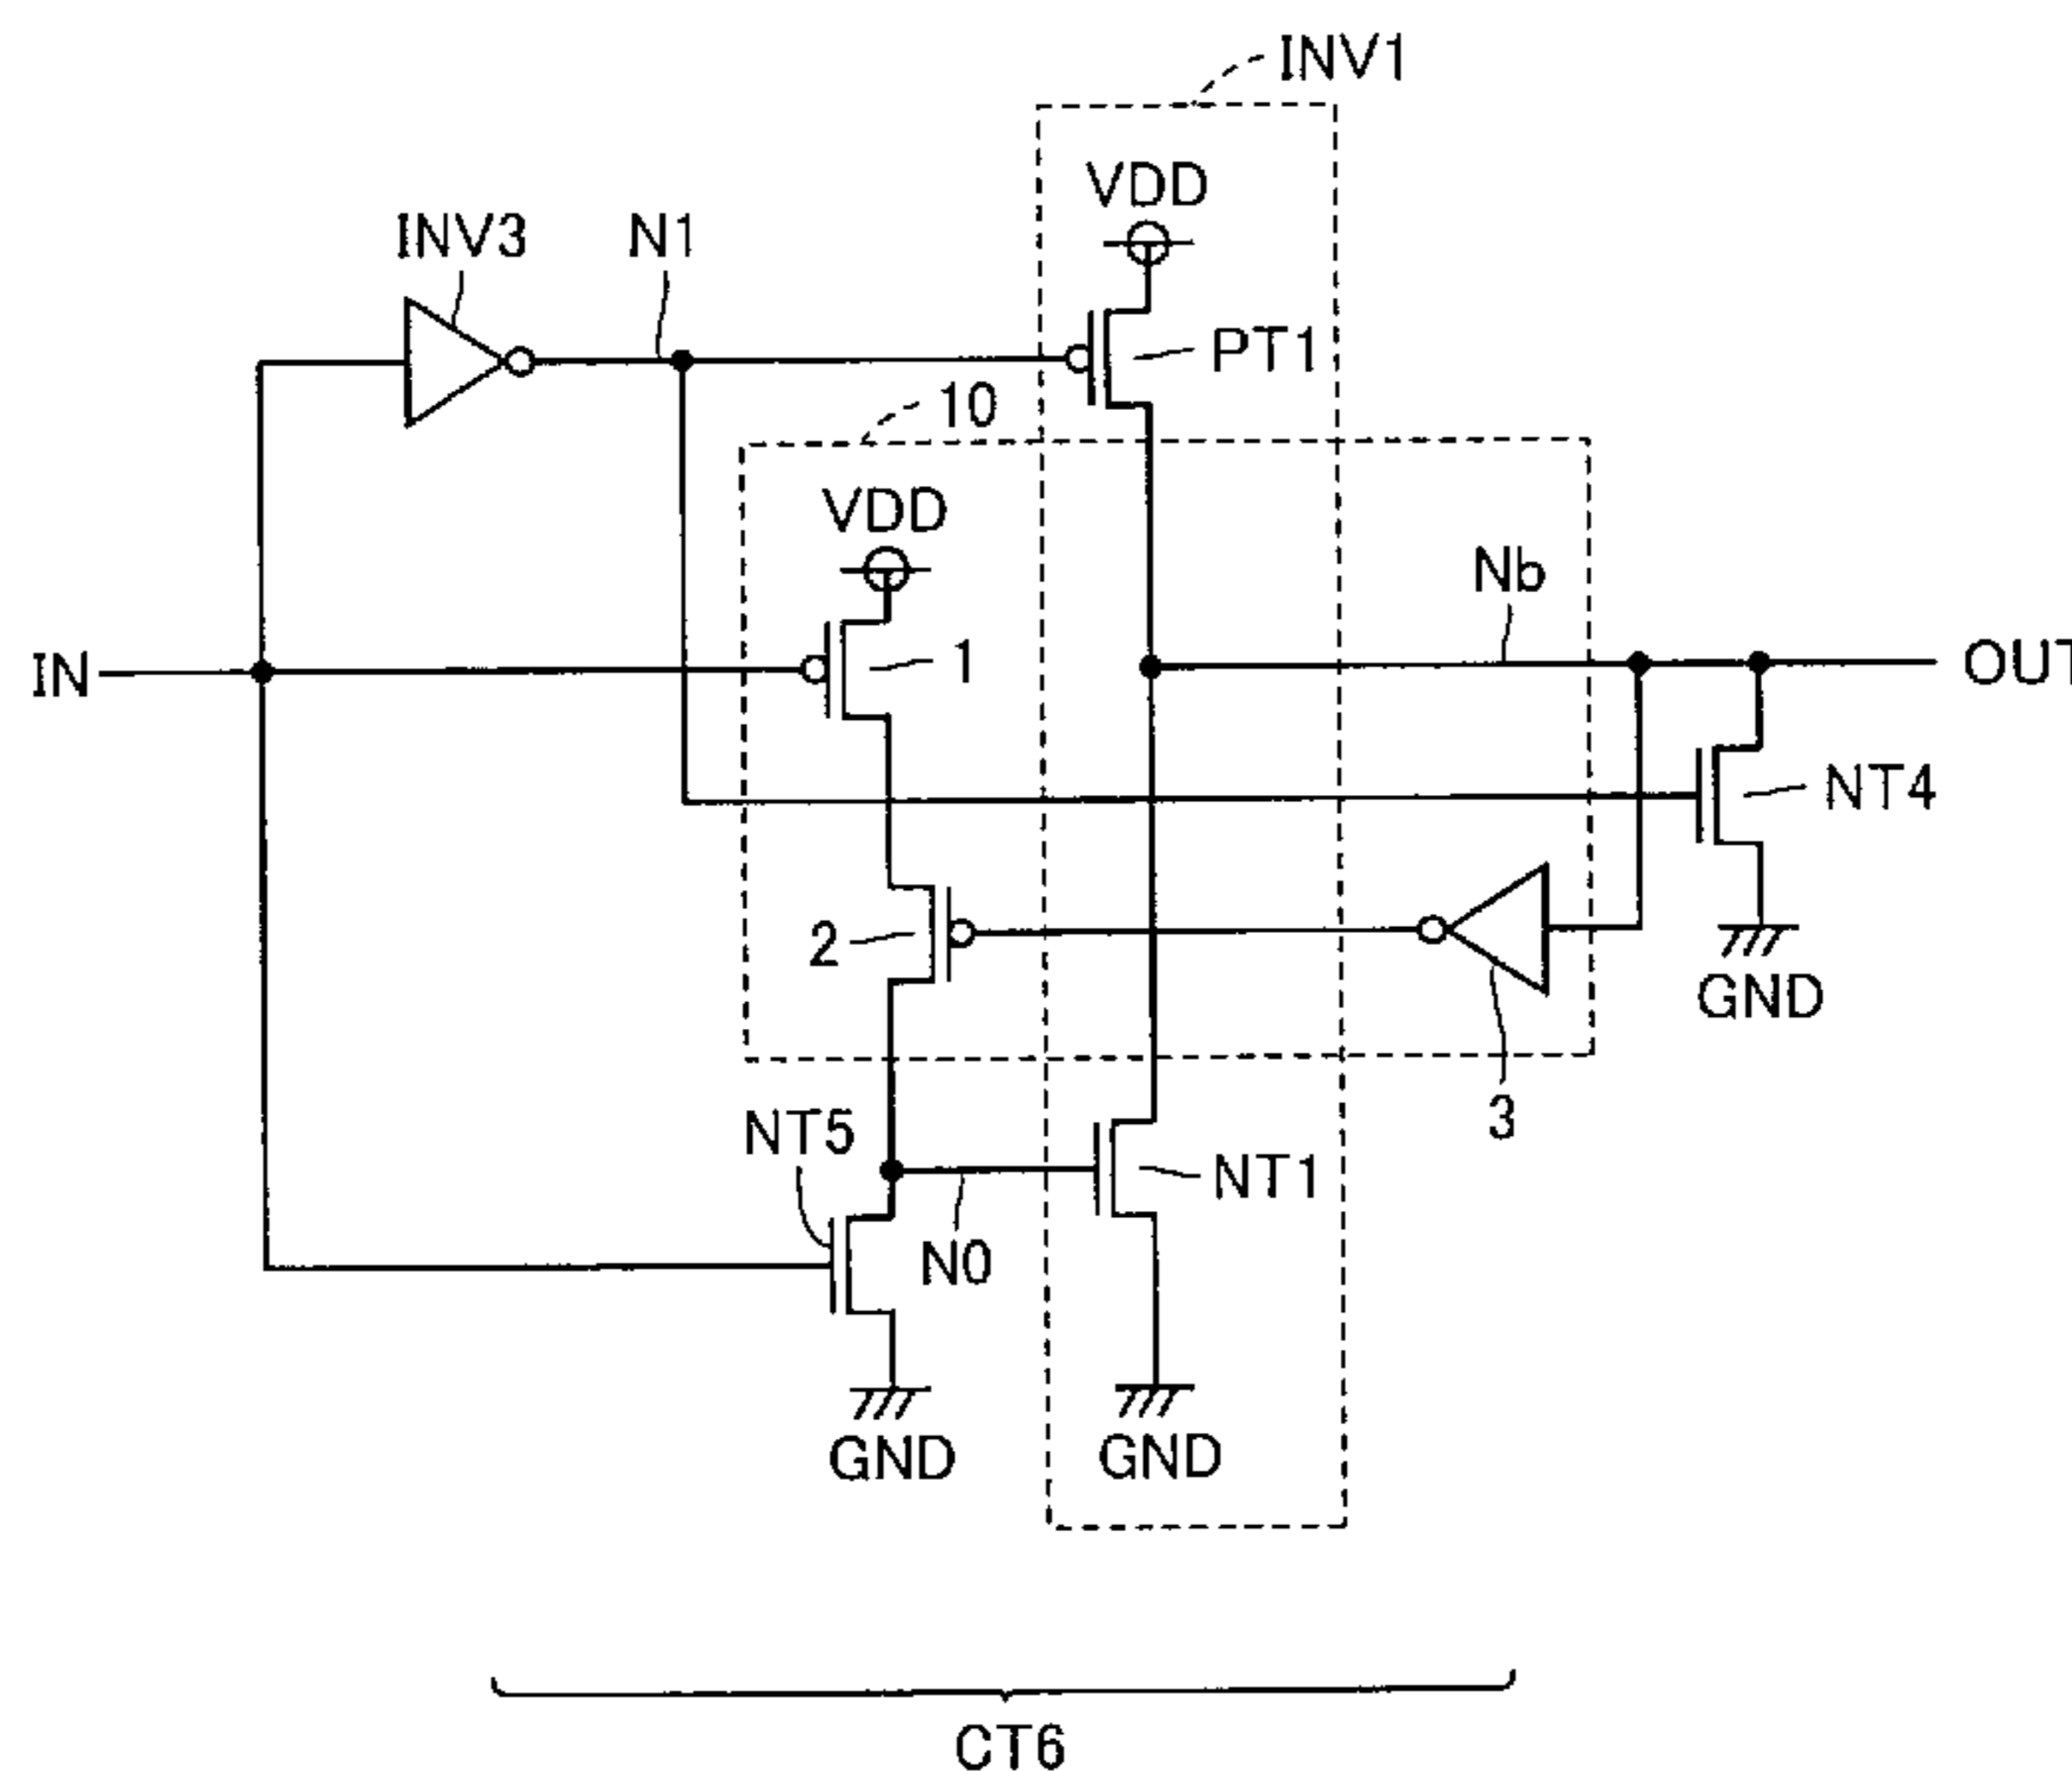 INV1
VDD
INV3
N1
PT1
10
VDD
Nb
IN
1
OUT
NT4
2
GND
3
NT5
NT1
N0
GND
GND
CT6